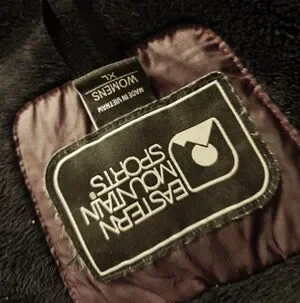 WOMENS
XL
MADE IN VIETNAM
EASTERN
MOUNTAIN
SPORTS®